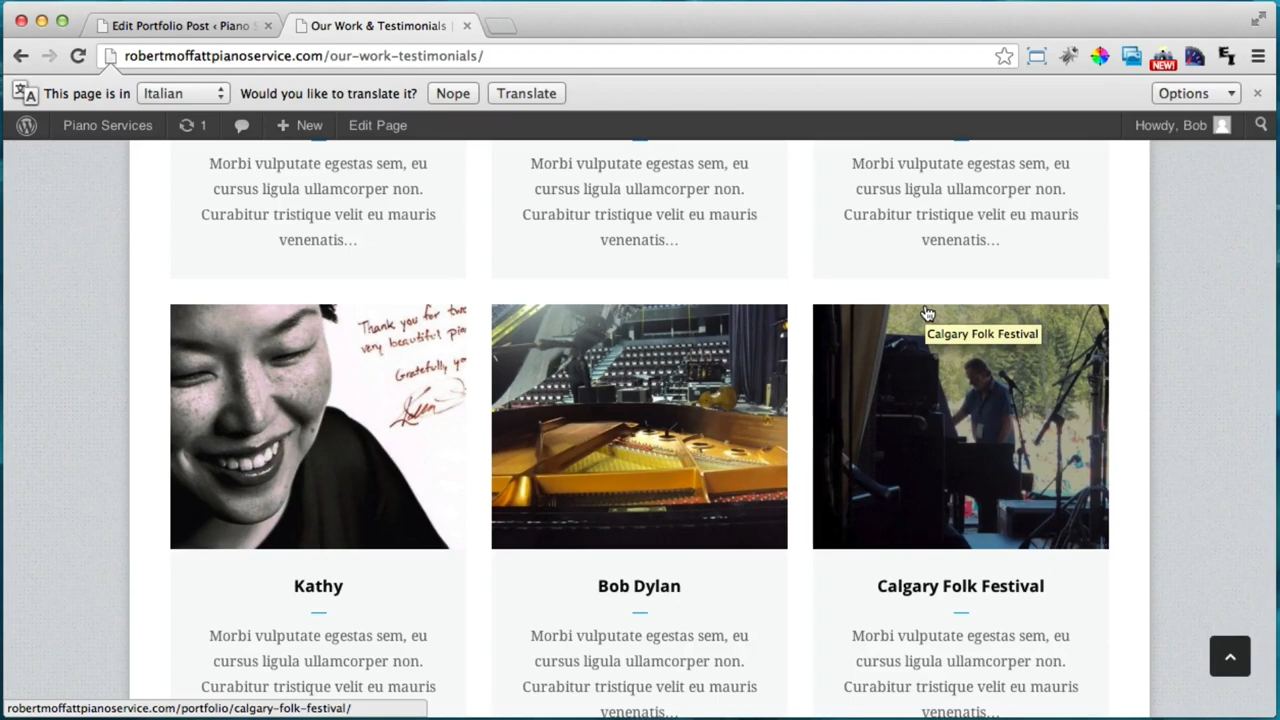 Edit Portfolio Post ‹ Piano S
Our Work & Testimonials |
robertmoffattpianoservice.com/our-work-testimonials/
NEW!
This page is in Italian Would you like to translate it? Nope Translate Options
Piano Services 1 New Edit Page Howdy, Bob
Morbi vulputate egestas sem, eu
cursus ligula ullamcorper non.
Curabitur tristique velit eu mauris
venenatis…
Morbi vulputate egestas sem, eu
cursus ligula ullamcorper non.
Curabitur tristique velit eu mauris
venenatis…
Morbi vulputate egestas sem, eu
cursus ligula ullamcorper non.
Curabitur tristique velit eu mauris
venenatis…
Thank you for two
very beautiful pia
Gratefully, yo
Calgary Folk Festival
Kathy
Morbi vulputate egestas sem, eu
cursus ligula ullamcorper non.
Curabitur tristique velit eu mauris
Bob Dylan
Morbi vulputate egestas sem, eu
cursus ligula ullamcorper non.
Curabitur tristique velit eu mauris
venenatis…
Calgary Folk Festival
Morbi vulputate egestas sem, eu
cursus ligula ullamcorper non.
Curabitur tristique velit eu mauris
venenatis…
robertmoffattpianoservice.com/portfolio/calgary-folk-festival/